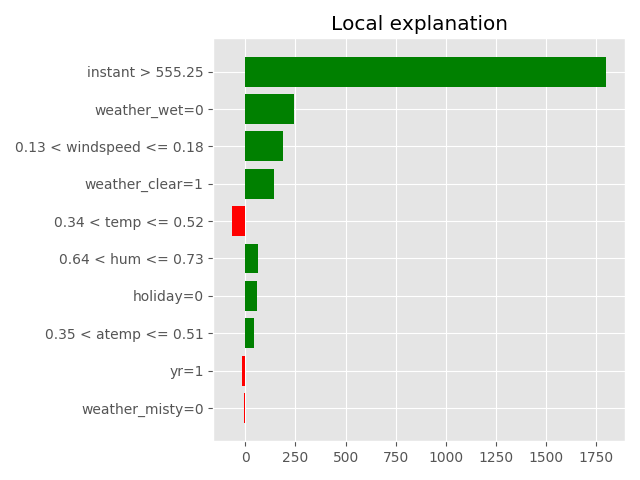 Local explanation
instant > 555.25
weather_wet=0
0.13 < windspeed <= 0.18
weather_clear=1
0.34 < temp <= 0.52
0.64 < hum <= 0.73
holiday=0
0.35 < atemp <= 0.51
yr=1
weather_misty=0
0 250 500 750 1000 1250 1500 1750